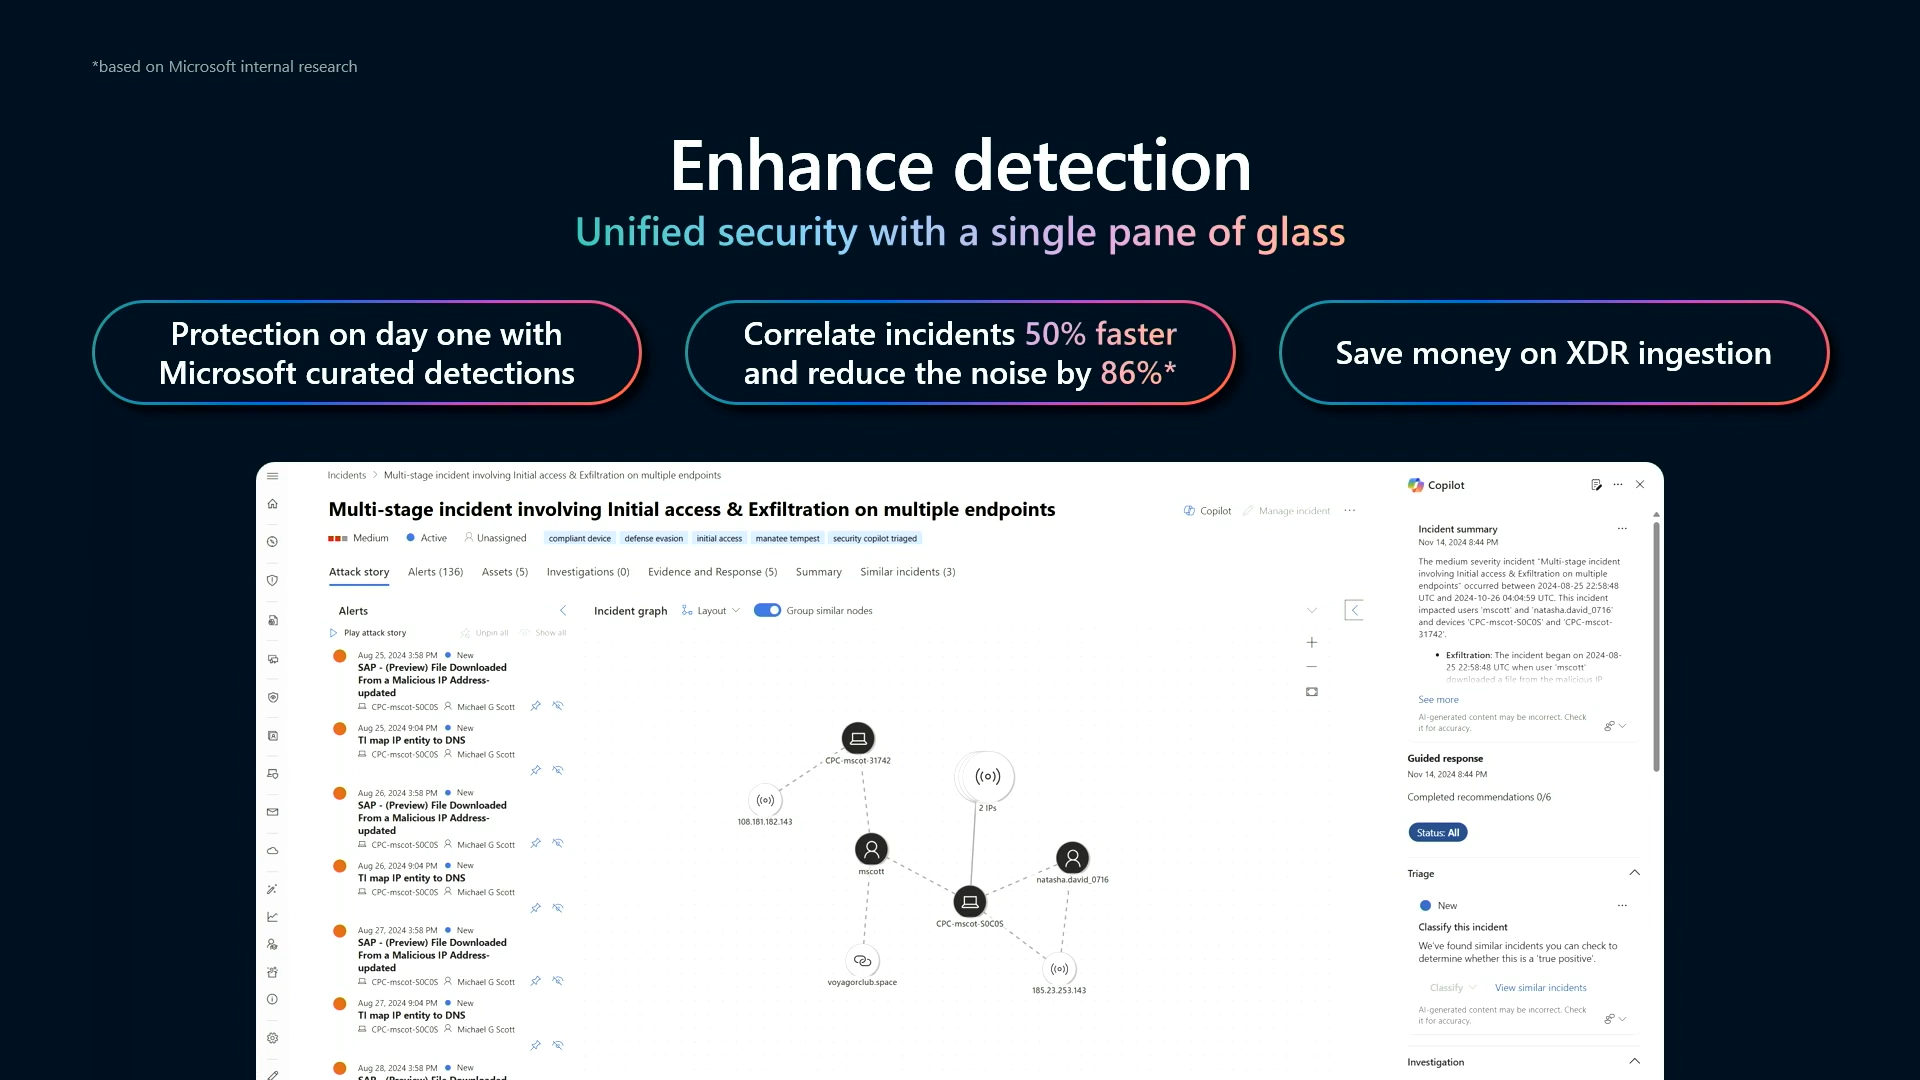 *based on Microsoft internal research
Enhance detection
Unified security with a single pane of glass
Protection on day one with
Microsoft curated detections
Correlate incidents 50% faster
and reduce the noise by 86%*
Save money on XDR ingestion
Incidents > Multi-stage incident involving Initial access & Exfiltration on multiple endpoints
Multi-stage incident involving Initial access & Exfiltration on multiple endpoints
Copilot Manage incident ...
Medium Active Unassigned compliant device defense evasion initial access manatee tempest security copilot triaged
Attack story Alerts (136) Assets (5) Investigations (0) Evidence and Response (5) Summary Similar incidents (3)
Alerts
Play attack story Unpin all Show all
Aug 25, 2024 3:58 PM New
SAP - (Preview) File Downloaded
From a Malicious IP Address-
updated
CPC-mscot-S0C0S Michael G Scott
Aug 25, 2024 9:04 PM New
TI map IP entity to DNS
CPC-mscot-S0C0S Michael G Scott
Aug 26, 2024 3:58 PM New
SAP - (Preview) File Downloaded
From a Malicious IP Address-
updated
CPC-mscot-S0C0S Michael G Scott
Aug 26, 2024 9:04 PM New
TI map IP entity to DNS
CPC-mscot-S0C0S Michael G Scott
Aug 27, 2024 3:58 PM New
SAP - (Preview) File Downloaded
From a Malicious IP Address-
updated
CPC-mscot-S0C0S Michael G Scott
Aug 27, 2024 9:04 PM New
TI map IP entity to DNS
CPC-mscot-S0C0S Michael G Scott
Aug 28, 2024 3:58 PM New
SAP - (Preview) File Downloaded
Incident graph Layout Group similar nodes
CPC-mscot-31742
2 IPs
108.181.182.143
mscott
natasha.david_0716
CPC-mscot-S0C0S
voyagorclub.space
185.23.253.143
Copilot
Incident summary
Nov 14, 2024 8:44 PM
The medium severity incident "Multi-stage incident
involving Initial access & Exfiltration on multiple
endpoints" occurred between 2024-08-25 22:58:48
UTC and 2024-10-26 04:04:59 UTC. This incident
impacted users 'mscott' and 'natasha.david_0716'
and devices 'CPC-mscot-S0C0S' and 'CPC-mscot-
31742'.
• Exfiltration: The incident began on 2024-08-
25 22:58:48 UTC when user 'mscott'
downloaded a file from the malicious IP
See more
AI-generated content may be incorrect. Check
it for accuracy.
Guided response
Nov 14, 2024 8:44 PM
Completed recommendations 0/6
Status: All
Triage
New
Classify this incident
We've found similar incidents you can check to
determine whether this is a 'true positive'.
Classify View similar incidents
AI-generated content may be incorrect. Check
it for accuracy.
Investigation